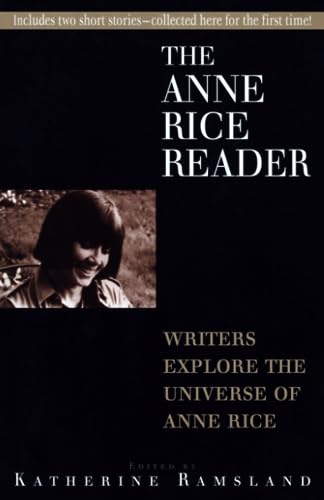 Includes two short stories—collected here for the first time!
THE
ANNE
RICE
READER
WRITERS
EXPLORE THE
UNIVERSE OF
ANNE RICE
EDITED BY
KATHERINE RAMSLAND